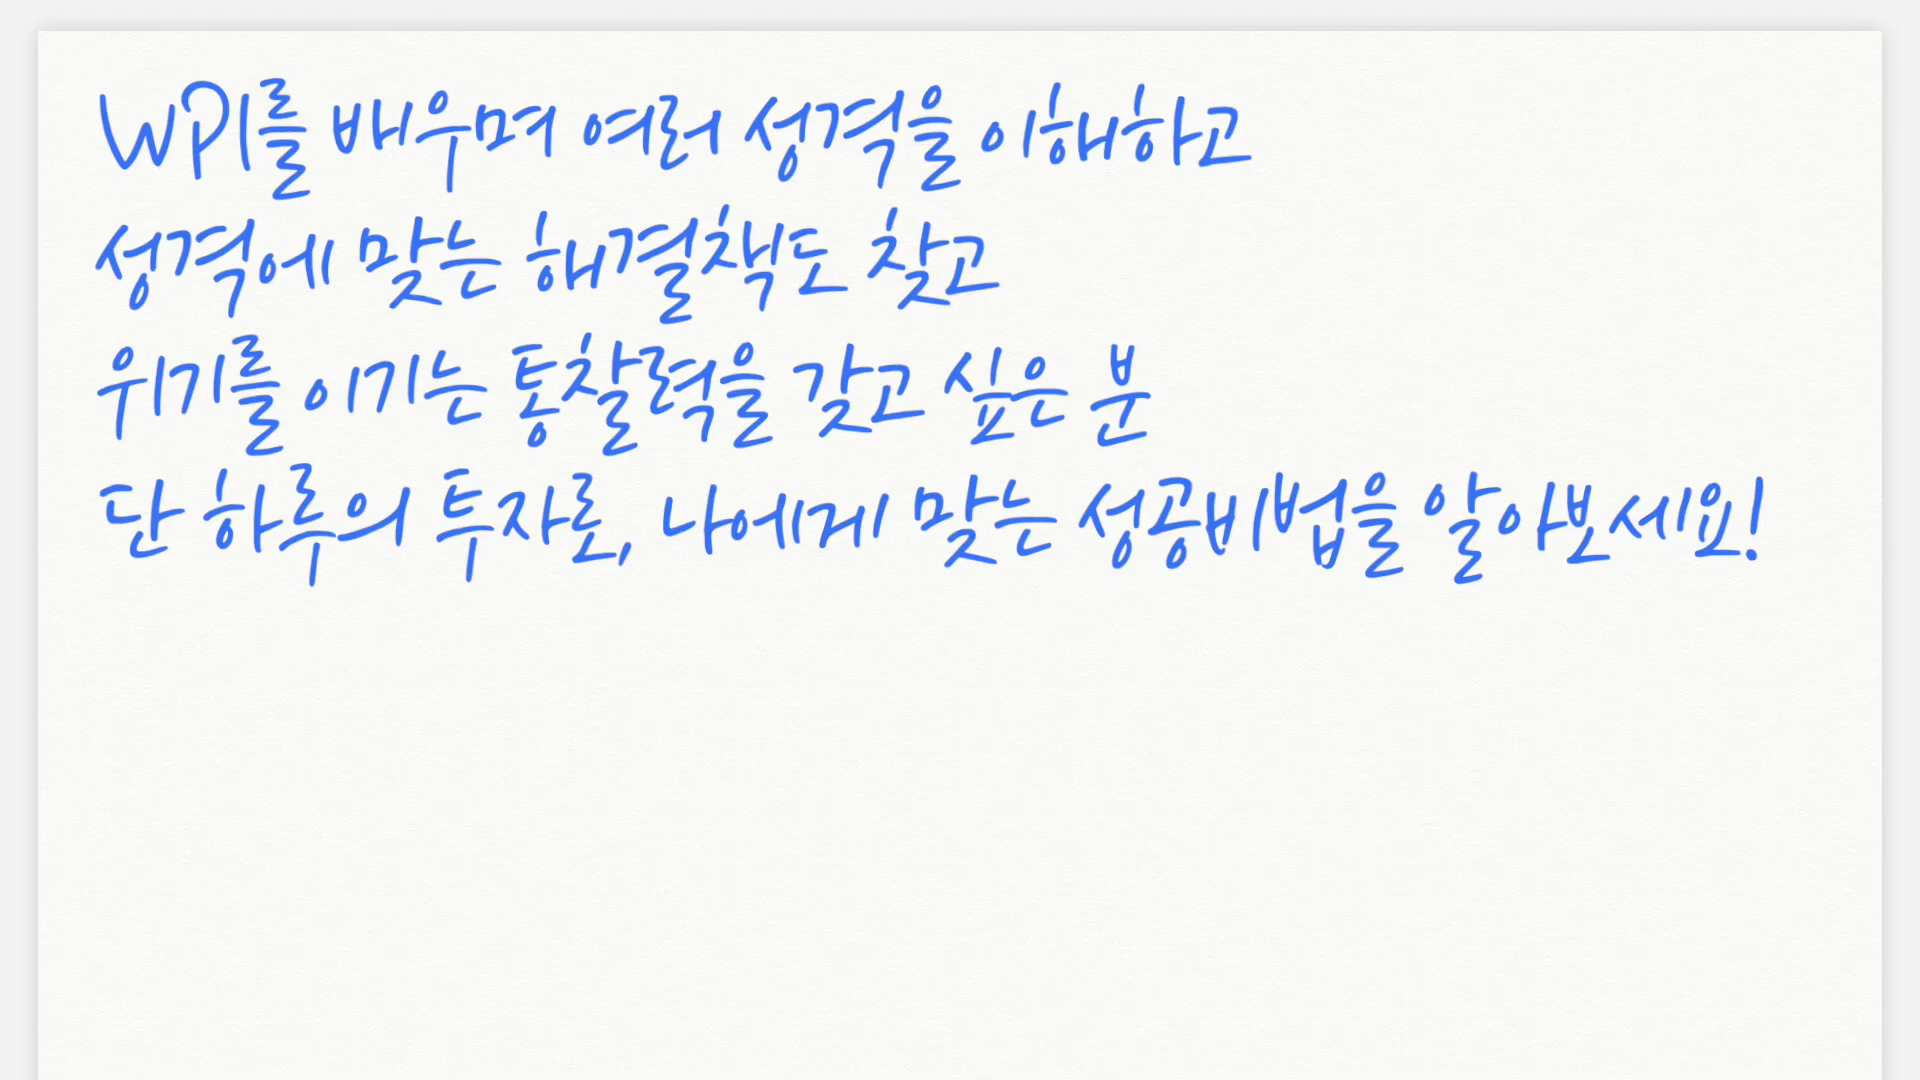 WPI를 배우며 여러 성격을 이해하고
성격에 맞는 해결책도 찾고
위기를 이기는 통찰력을 갖고 싶은 분
단 하루의 투자로, 나에게 맞는 성공비법을 알아보세요!